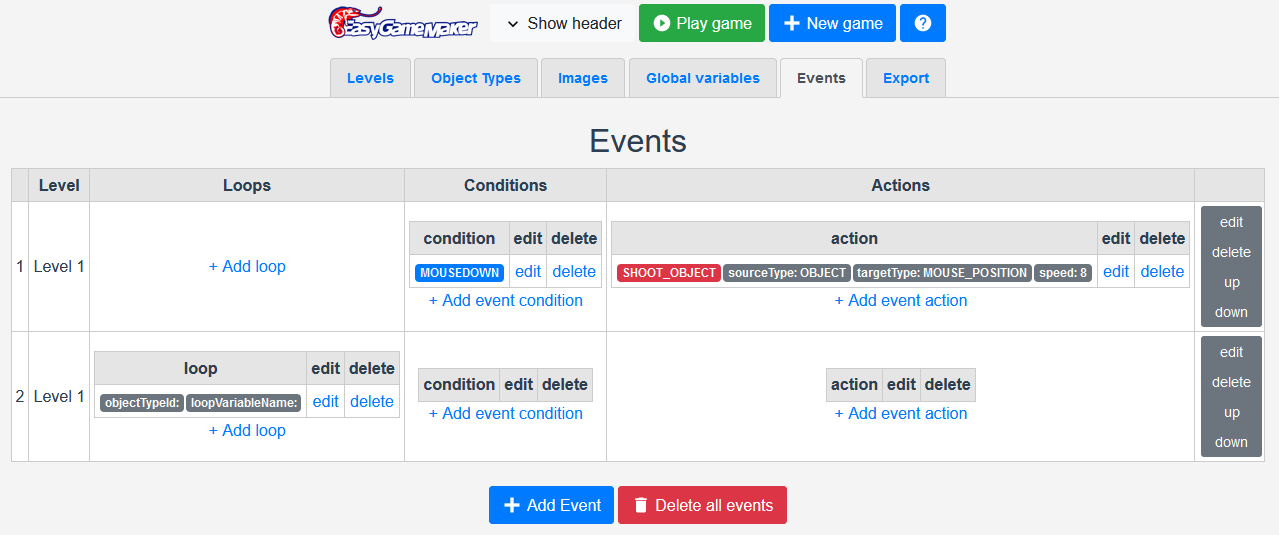 EasyGameMaker Show header Play game New game ?
Levels Object Types Images Global variables Events Export
Events
Level Loops Conditions Actions
1 Level 1 + Add loop
condition edit delete
MOUSEDOWN edit delete
+ Add event condition
action edit delete
SHOOT_OBJECT sourceType: OBJECT targetType: MOUSE_POSITION speed: 8 edit delete
+ Add event action
edit
delete
up
down
2 Level 1
loop edit delete
objectTypeId: loopVariableName: edit delete
+ Add loop
condition edit delete
+ Add event condition
action edit delete
+ Add event action
edit
delete
up
down
+ Add Event Delete all events